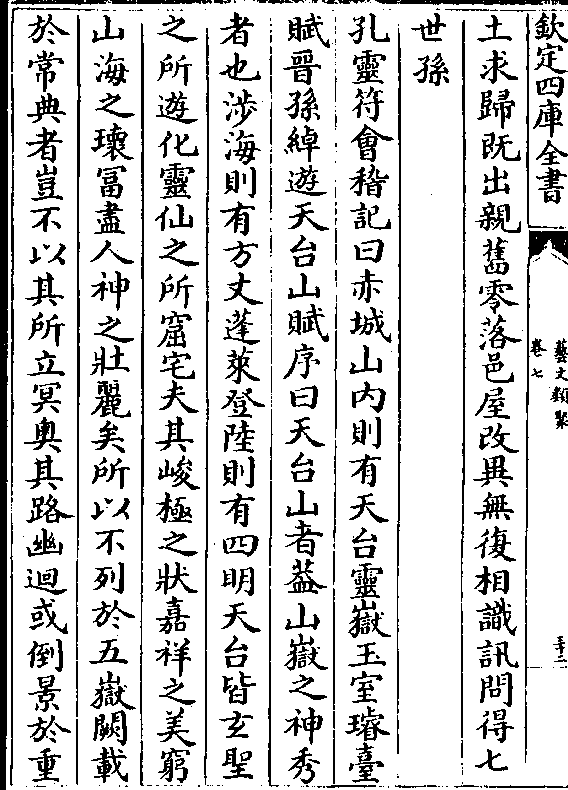 欽定四庫全書
藝文類聚
卷七
三十二
土求歸既出親舊零落邑屋改異無復相識訊問得七
世孫
孔靈符會稽記曰赤城山内則有天台靈嶽玉室璿臺
賦晉孫綽遊天台山賦序曰天台山者葢山嶽之神秀
者也涉海則有方丈蓬萊登陸則有四明天台皆玄聖
之所遊化靈仙之所窟宅夫其峻極之狀嘉祥之美窮
山海之瓌冨盡人神之壯麗矣所以不列於五嶽闕載
於常典者豈不以其所立冥奥其路幽迥或倒景於重